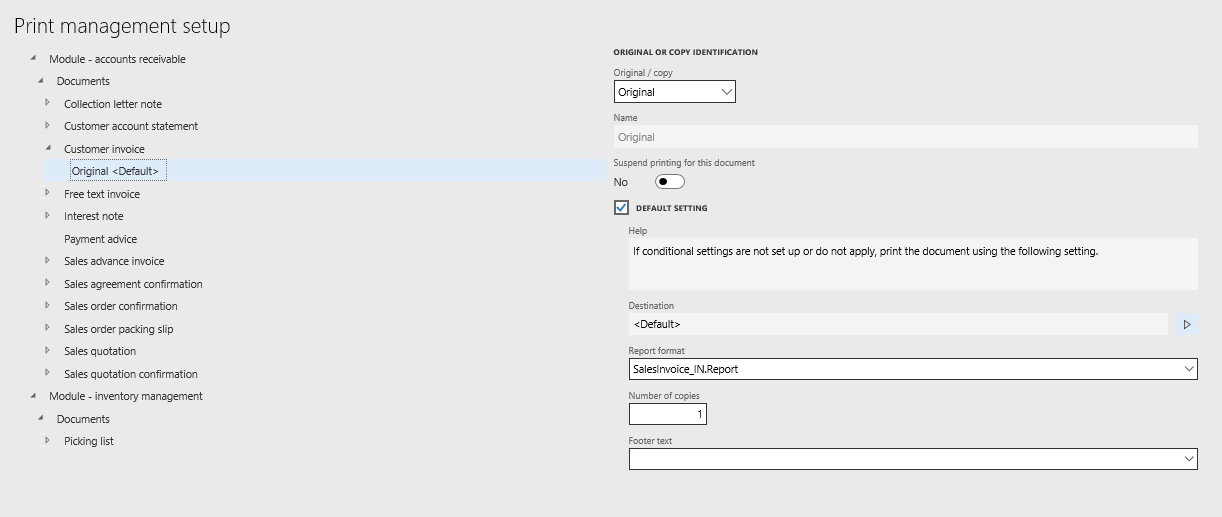 Print management setup
Module - accounts receivable
Documents
Collection letter note
Customer account statement
Customer invoice
Original <Default>
Free text invoice
Interest note
Payment advice
Sales advance invoice
Sales agreement confirmation
Sales order confirmation
Sales order packing slip
Sales quotation
Sales quotation confirmation
Module - inventory management
Documents
Picking list
ORIGINAL OR COPY IDENTIFICATION
Original / copy
Original
Name
Original
Suspend printing for this document
No
DEFAULT SETTING
Help
If conditional settings are not set up or do not apply, print the document using the following setting.
Destination
<Default>
Report format
SalesInvoice_IN.Report
Number of copies
1
Footer text